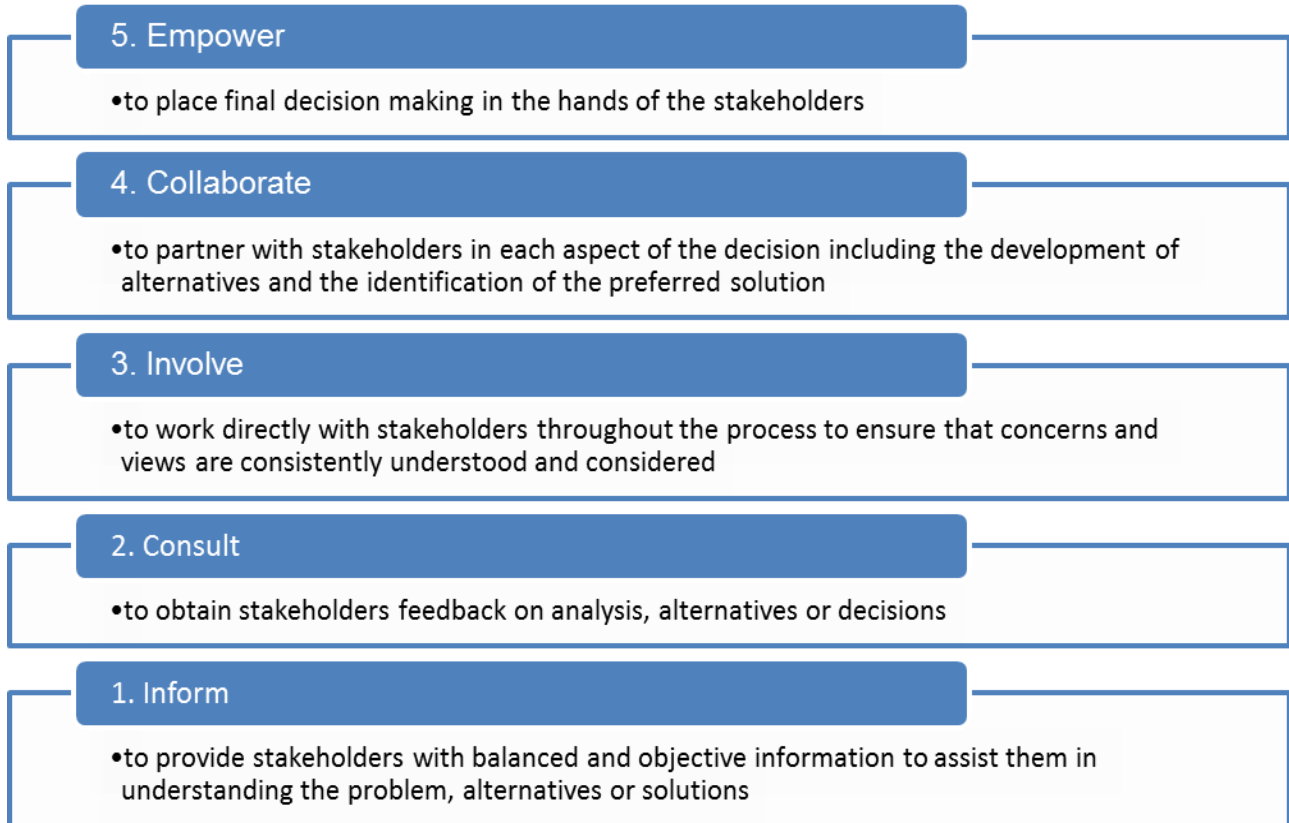 5. Empower
•to place final decision making in the hands of the stakeholders
4. Collaborate
•to partner with stakeholders in each aspect of the decision including the development of
alternatives and the identification of the preferred solution
3. Involve
•to work directly with stakeholders throughout the process to ensure that concerns and
views are consistently understood and considered
2. Consult
•to obtain stakeholders feedback on analysis, alternatives or decisions
1. Inform
•to provide stakeholders with balanced and objective information to assist them in
understanding the problem, alternatives or solutions